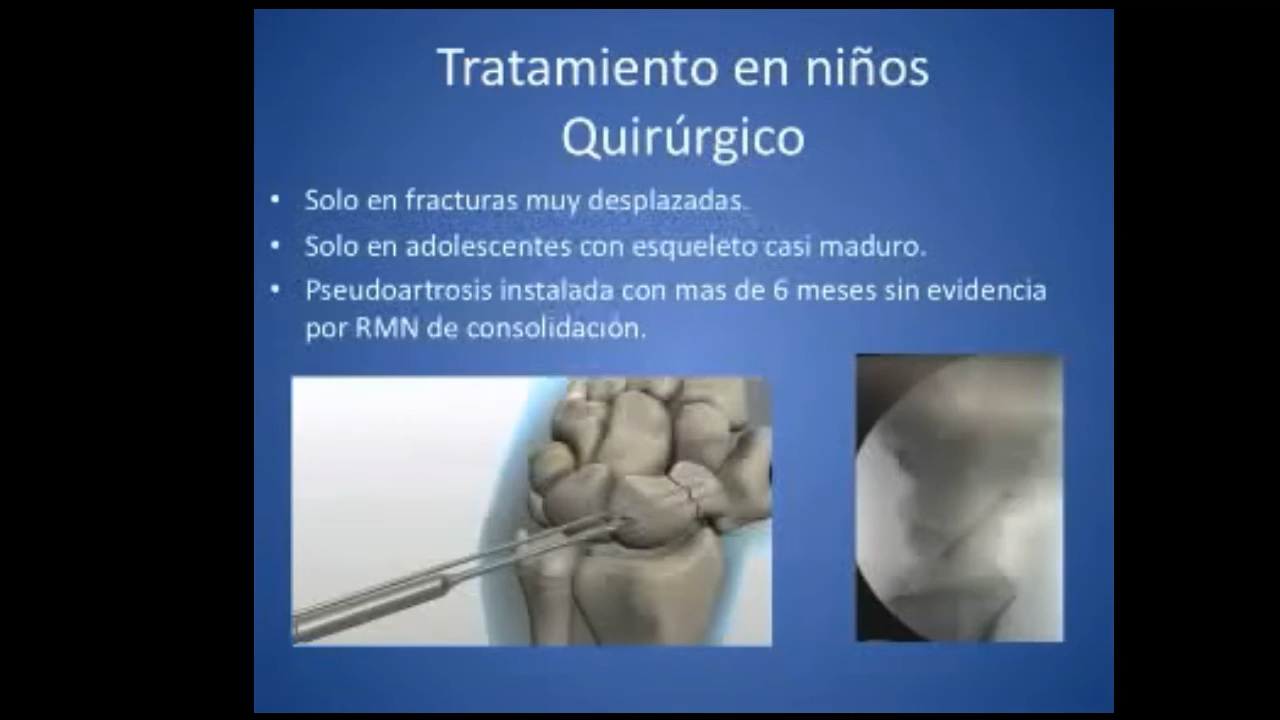 Tratamiento en niños
Quirúrgico
• Solo en fracturas muy desplazadas.
• Solo en adolescentes con esqueleto casi maduro.
• Pseudoartrosis instalada con mas de 6 meses sin evidencia
por RMN de consolidación.